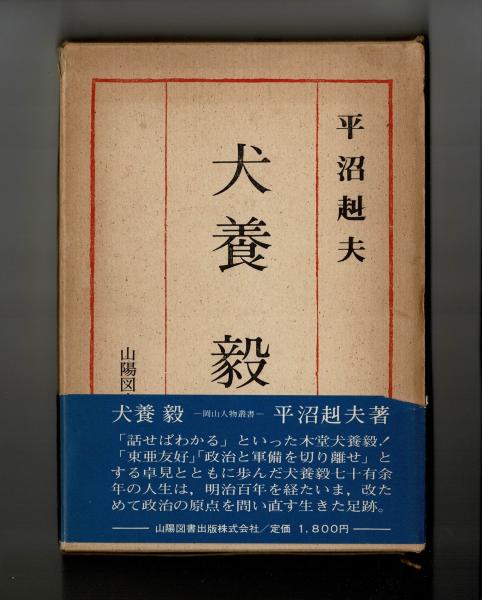 平沼赳夫
犬養毅
山陽図
犬養 毅 ―岡山人物叢書― 平沼赳夫著
「話せばわかる」といった木堂犬養毅！
「東亜友好」「政治と軍備を切り離せ」と
する卓見とともに歩んだ犬養毅七十有余
年の人生は，明治百年を経たいま，改た
めて政治の原点を問い直す生きた足跡。
山陽図書出版株式会社／定価 1,800円